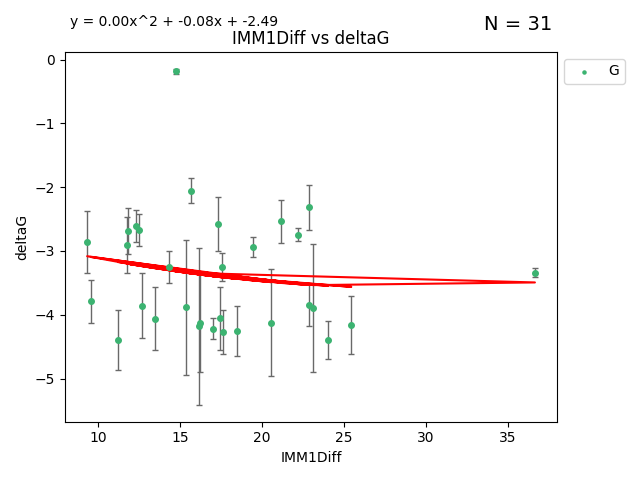 y = 0.00x^2 + -0.08x + -2.49
N = 31
IMM1Diff vs deltaG
G
0
−1
−2
−3
−4
−5
deltaG
10 15 20 25 30 35
IMM1Diff